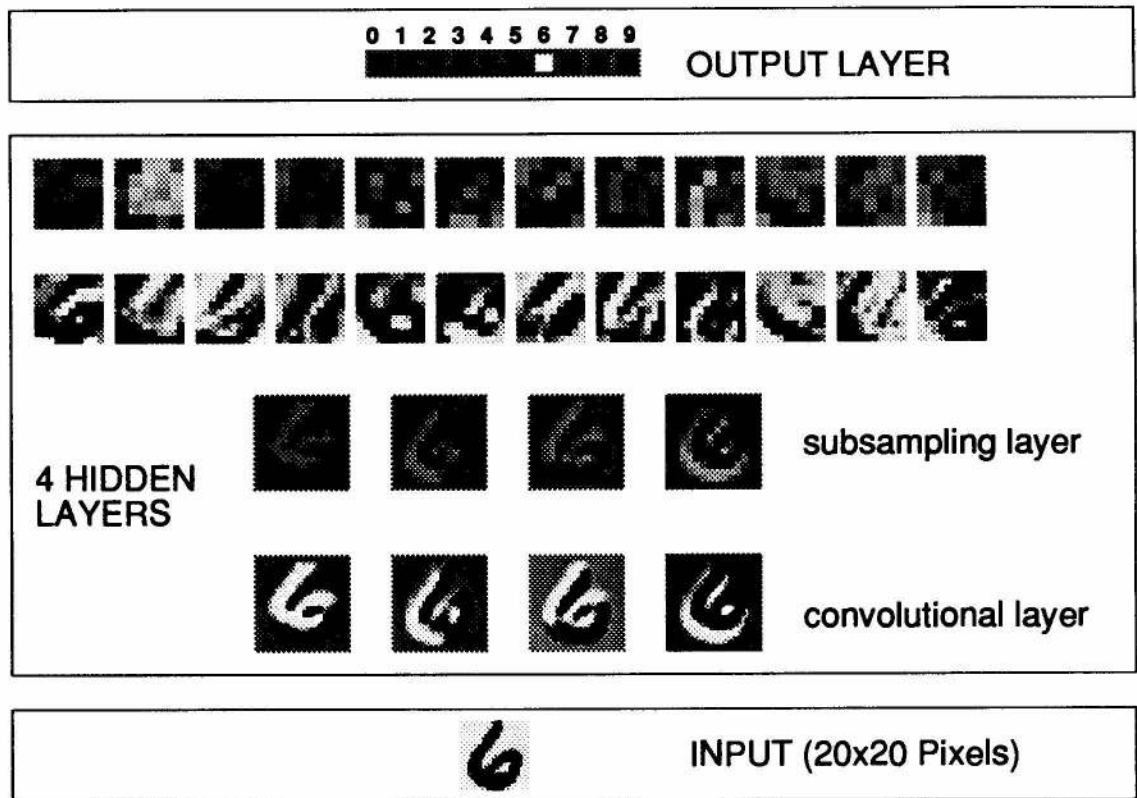 0 1 2 3 4 5 6 7 8 9
OUTPUT LAYER
subsampling layer
4 HIDDEN
LAYERS
convolutional layer
6
INPUT (20x20 Pixels)